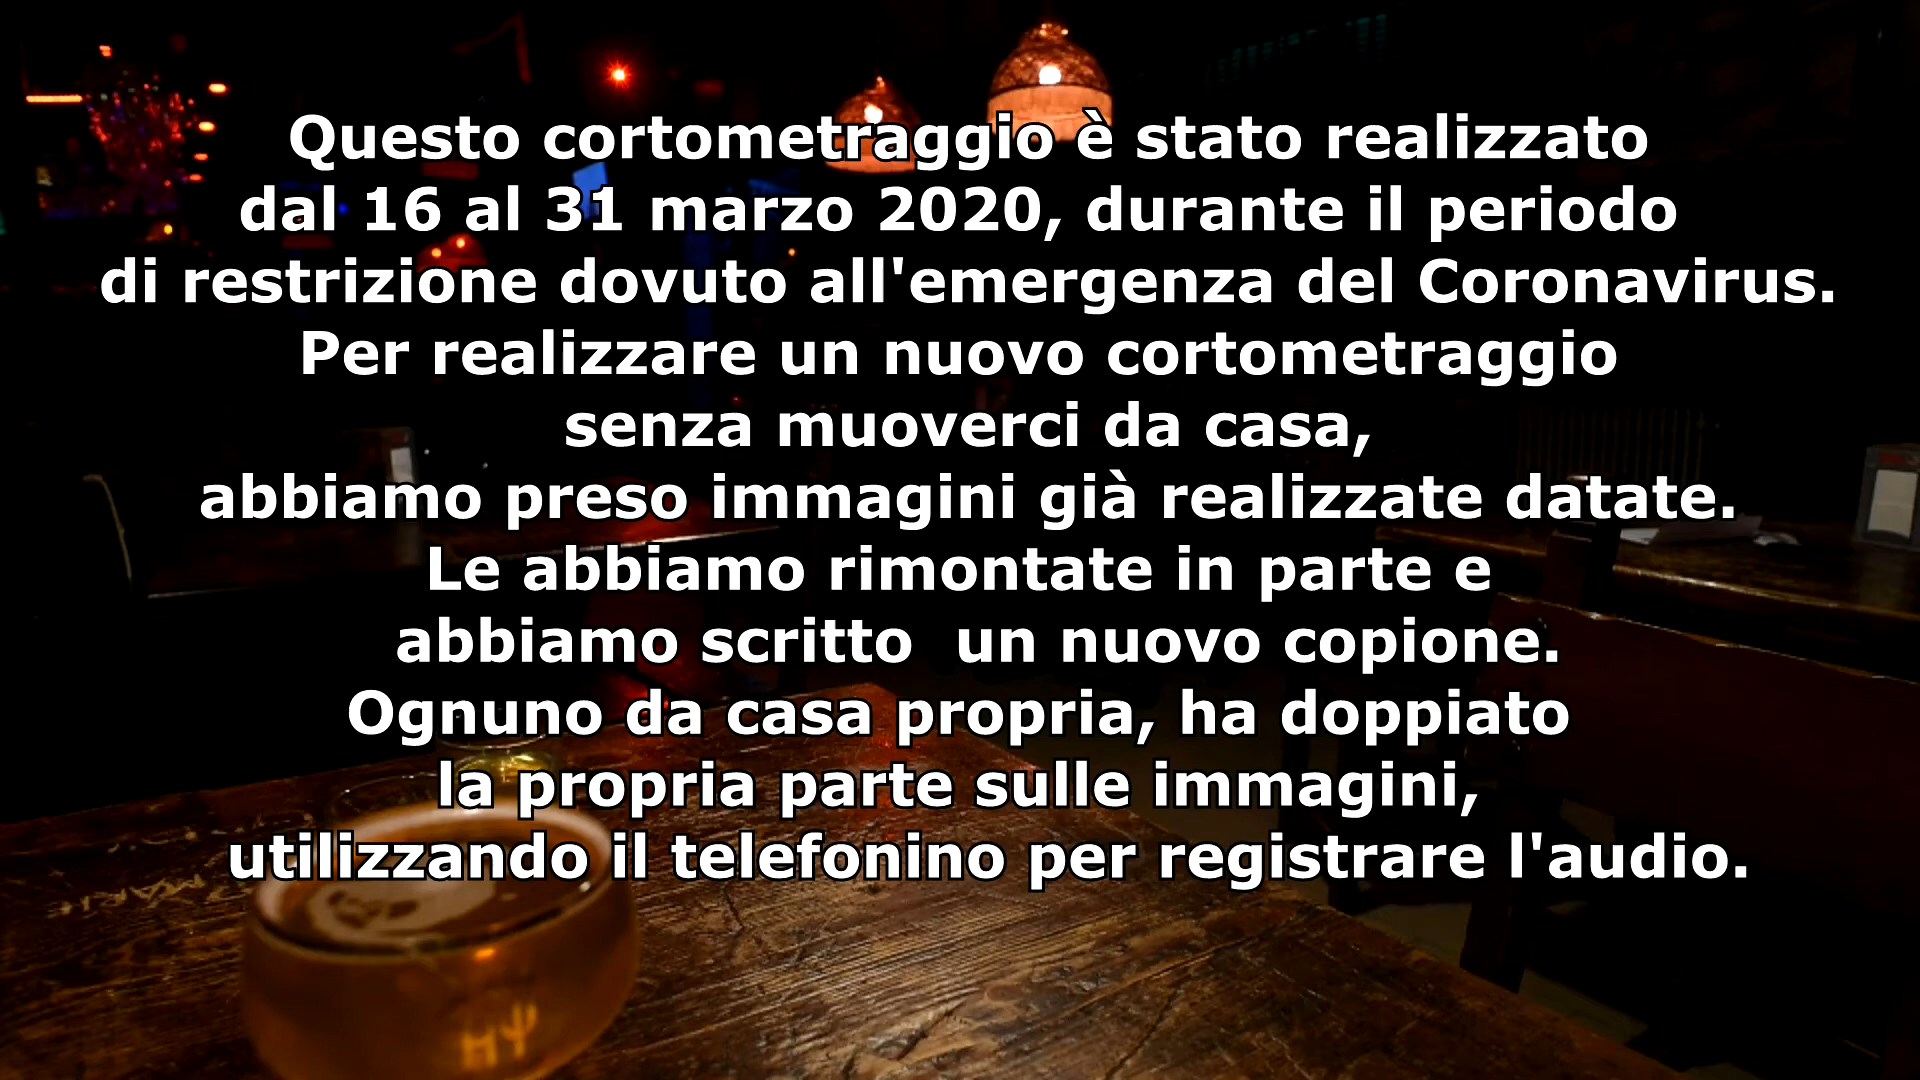 Questo cortometraggio è stato realizzato
dal 16 al 31 marzo 2020, durante il periodo
di restrizione dovuto all'emergenza del Coronavirus.
Per realizzare un nuovo cortometraggio
senza muoverci da casa,
abbiamo preso immagini già realizzate datate.
Le abbiamo rimontate in parte e
abbiamo scritto  un nuovo copione.
Ognuno da casa propria, ha doppiato
la propria parte sulle immagini,
utilizzando il telefonino per registrare l'audio.